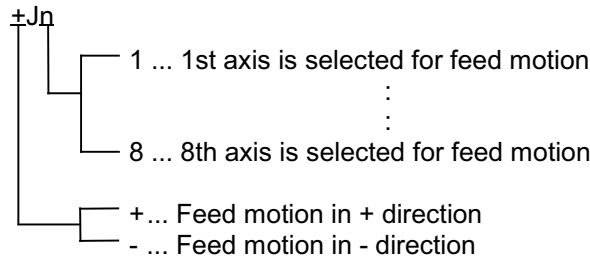 +Jn
1 ... 1st axis is selected for feed motion
:
:
8 ... 8th axis is selected for feed motion
+... Feed motion in + direction
- ... Feed motion in - direction